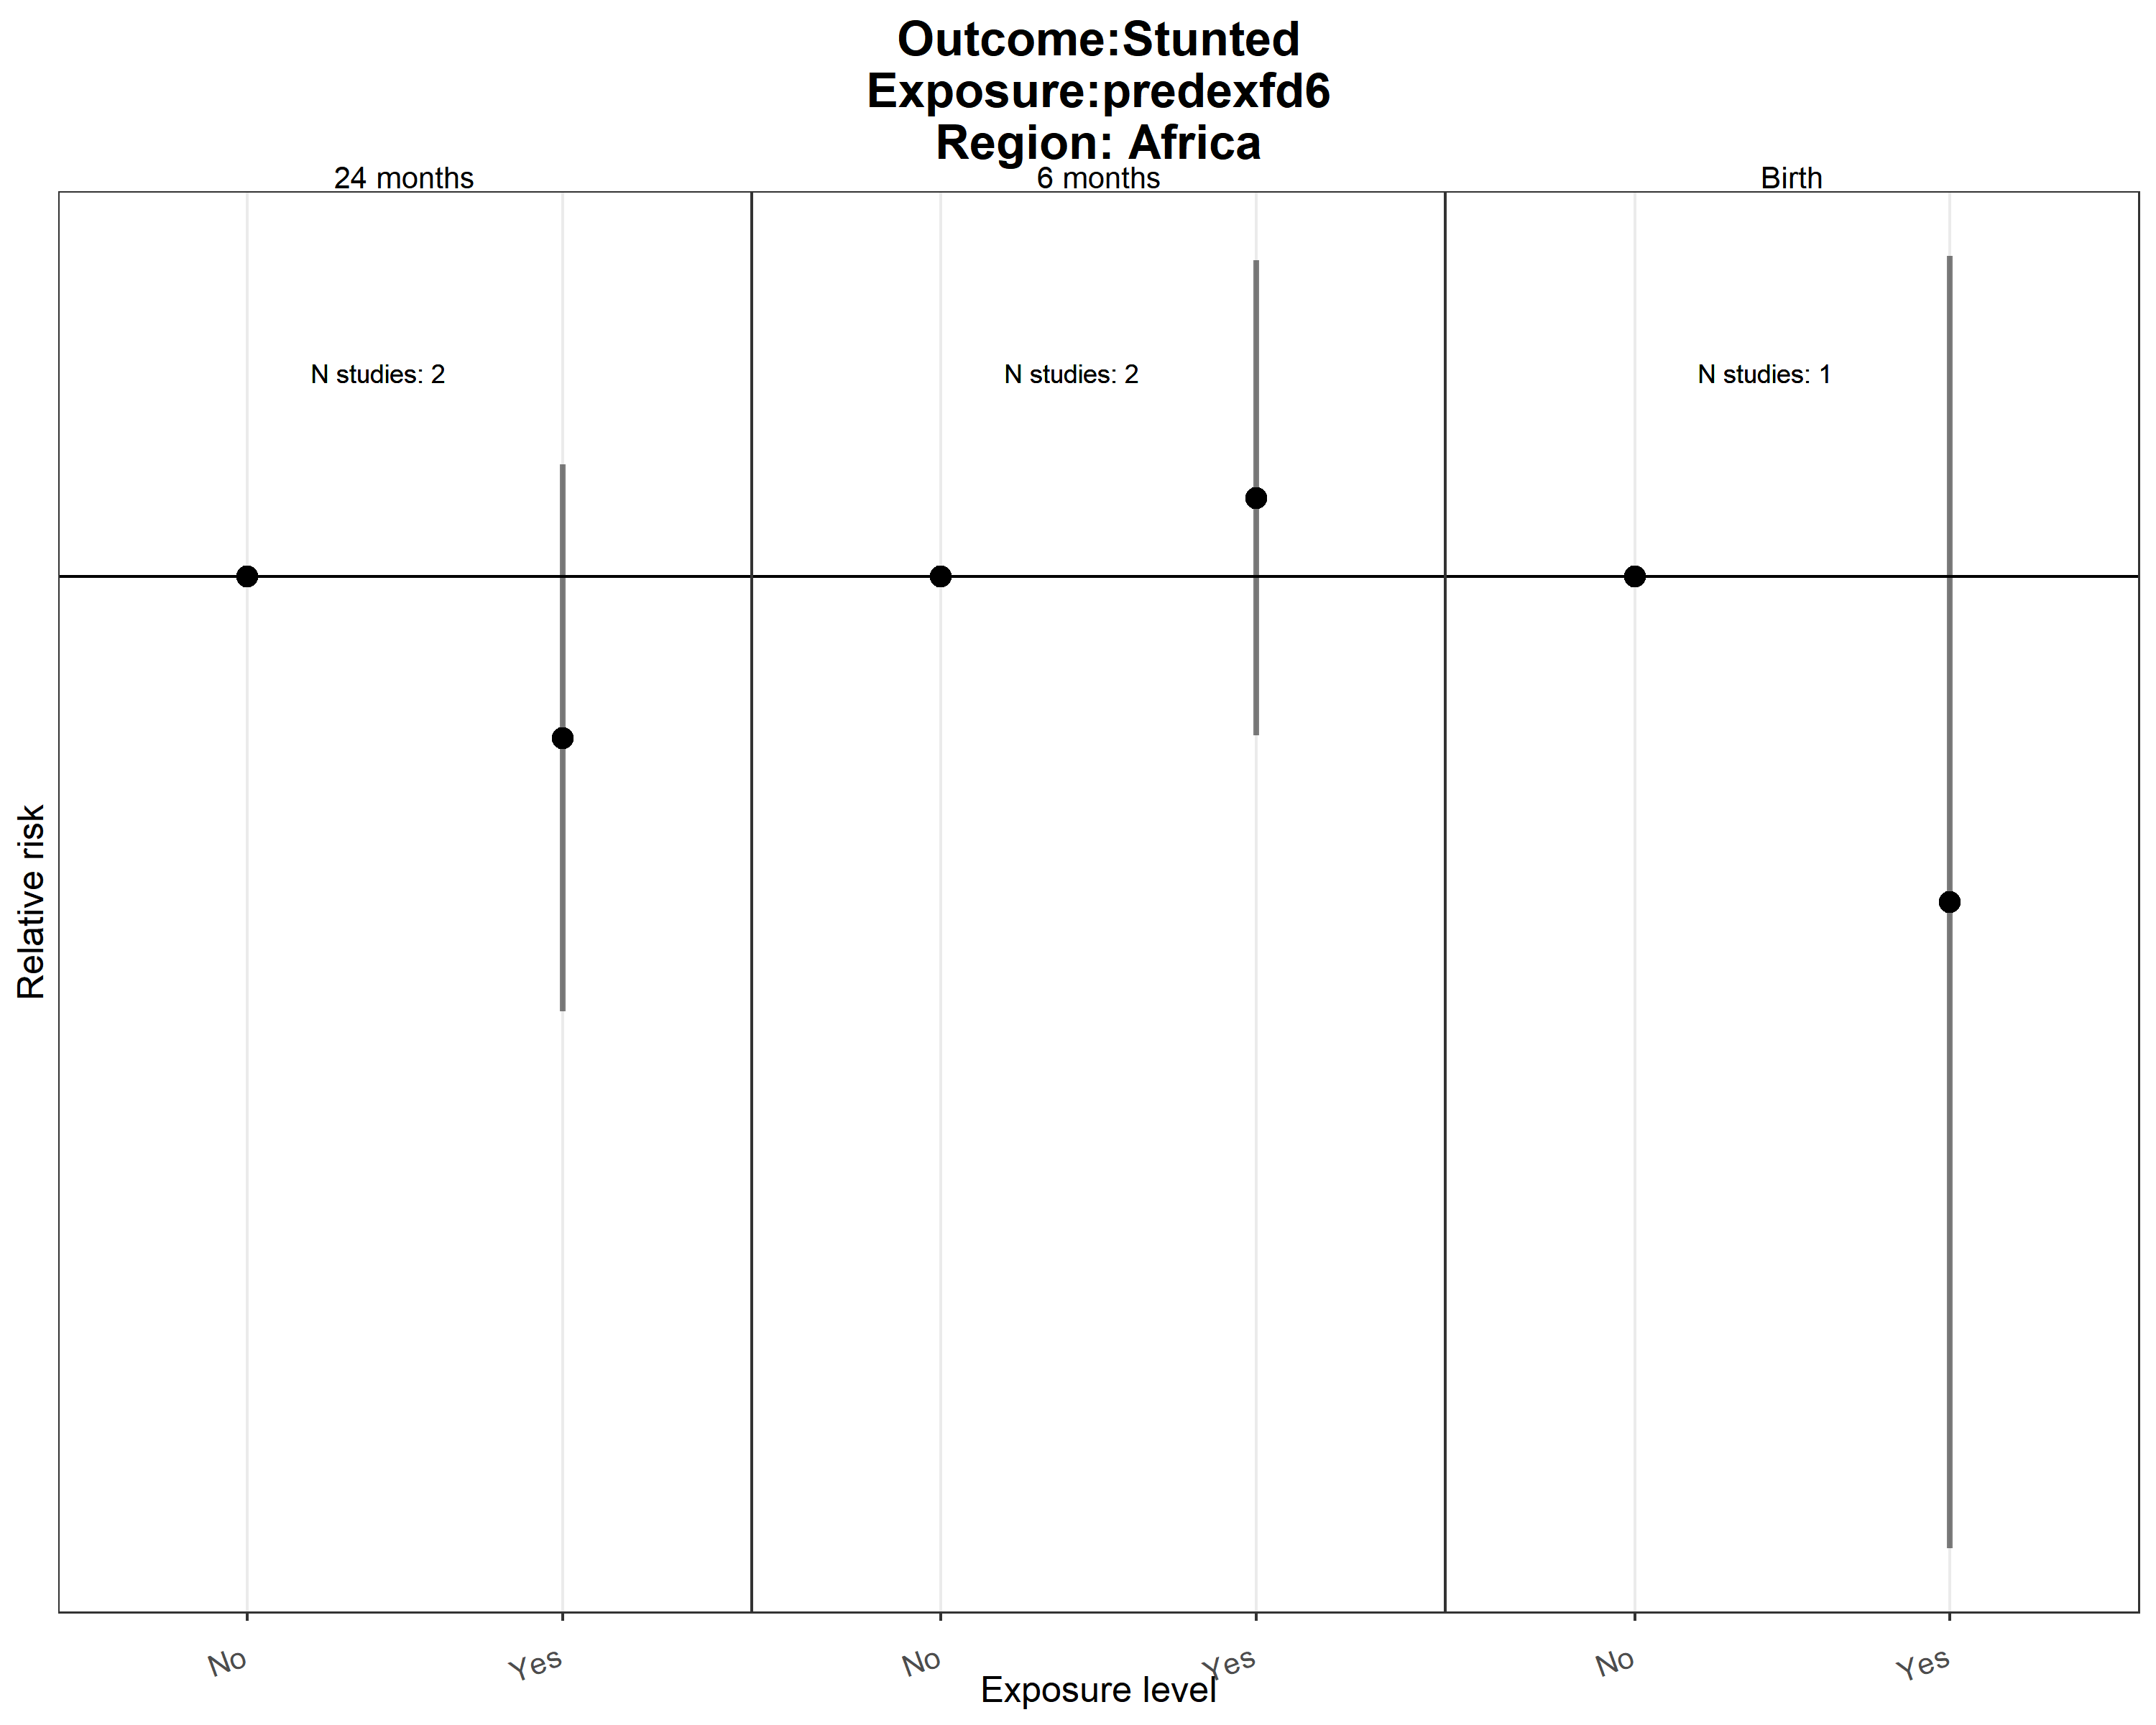 Outcome:Stunted
Exposure:predexfd6
Region: Africa
24 months
6 months
Birth
N studies: 2
N studies: 2
N studies: 1
Relative risk
No
Yes
No
Yes
No
Yes
Exposure level